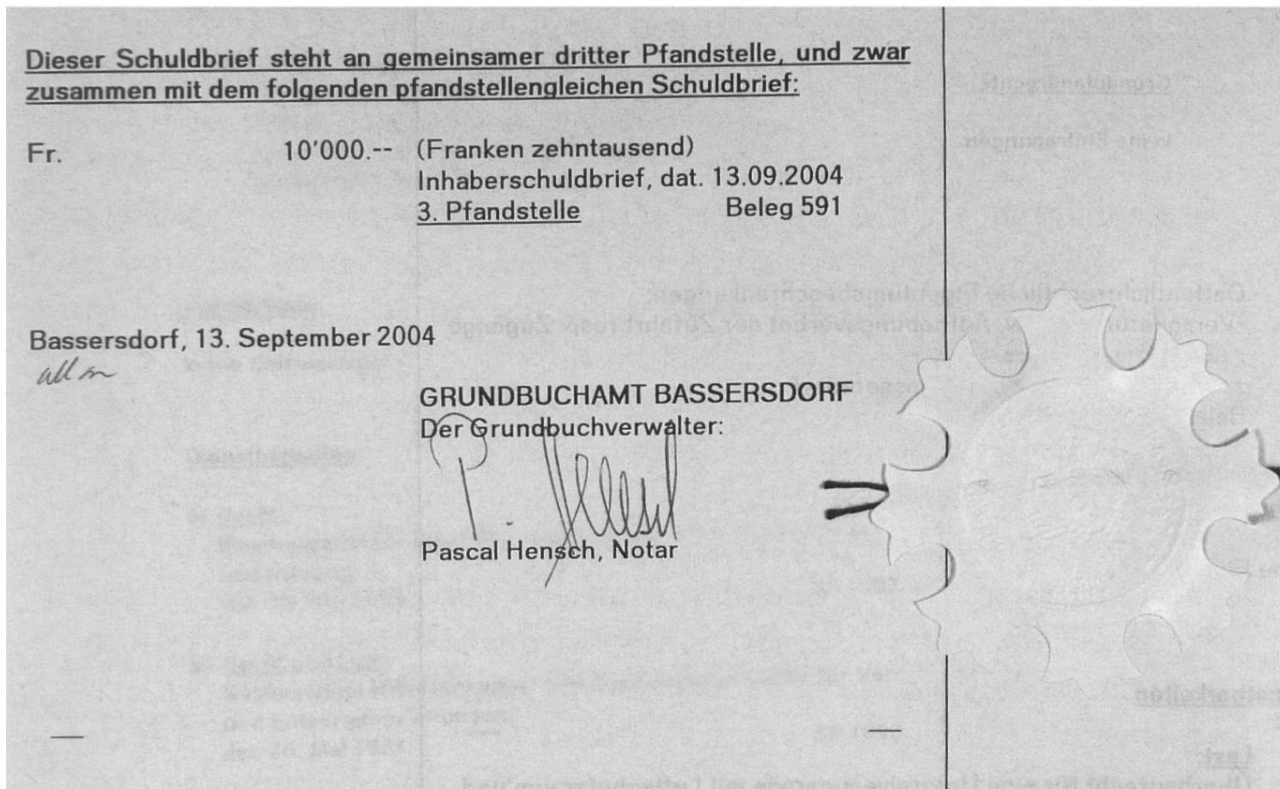 Dieser Schuldbrief steht an gemeinsamer dritter Pfandstelle, und zwar
zusammen mit dem folgenden pfandstellengleichen Schuldbrief:
Fr. 10'000.-- (Franken zehntausend)
Inhaberschuldbrief, dat. 13.09.2004
3. Pfandstelle Beleg 591
Bassersdorf, 13. September 2004
GRUNDBUCHAMT BASSERSDORF
Der Grundbuchverwalter:
Pascal Hensch, Notar